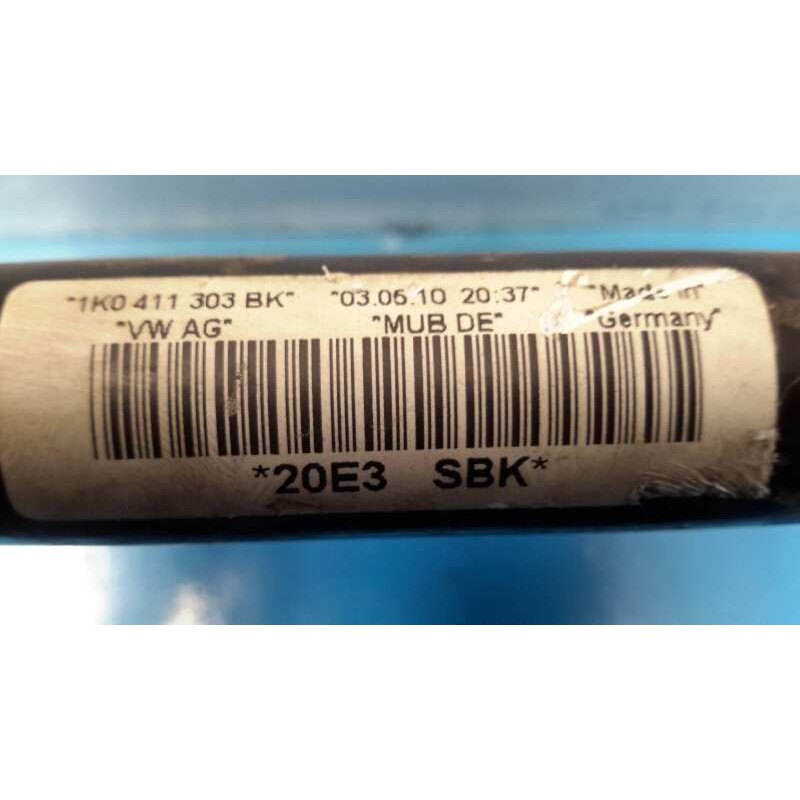 "1K0 411 303 BK" "03.05.10 20:37" "Made in"
"VW AG" "MUB DE" "Germany"
*20E3 SBK*